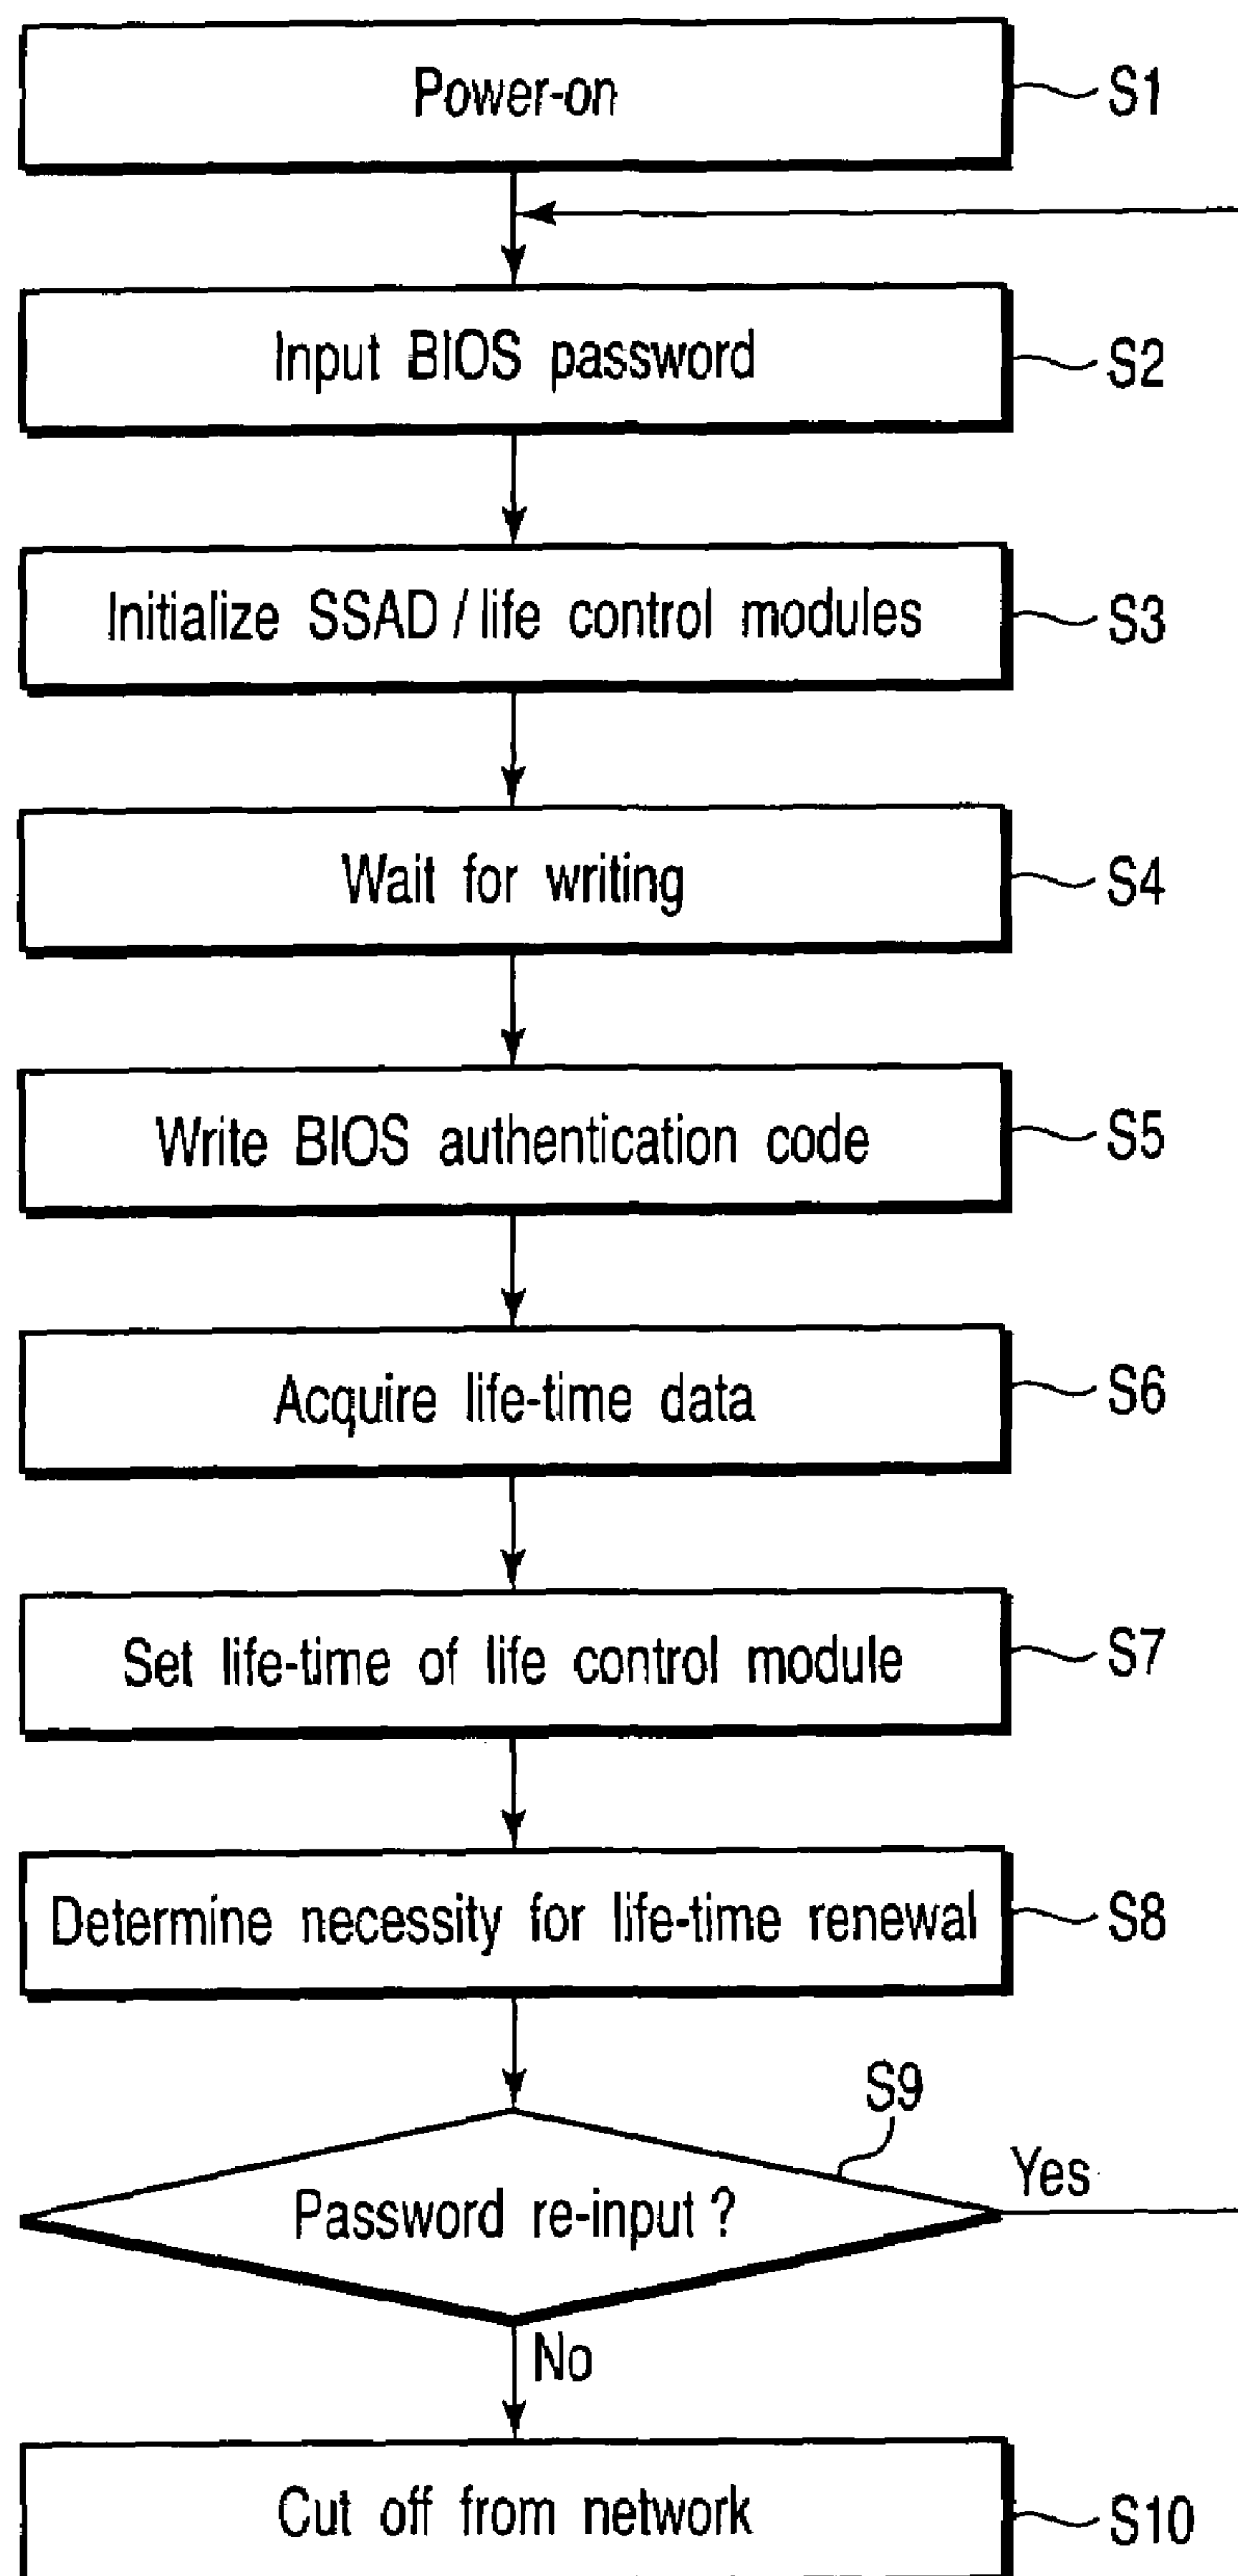 Power-on
S1
Input BIOS password
S2
Initialize SSAD / life control modules
S3
Wait for writing
S4
Write BIOS authentication code
S5
Acquire life-time data
S6
Set life-time of life control module
S7
Determine necessity for life-time renewal
S8
S9
Password re-input ?
Yes
No
Cut off from network
S10